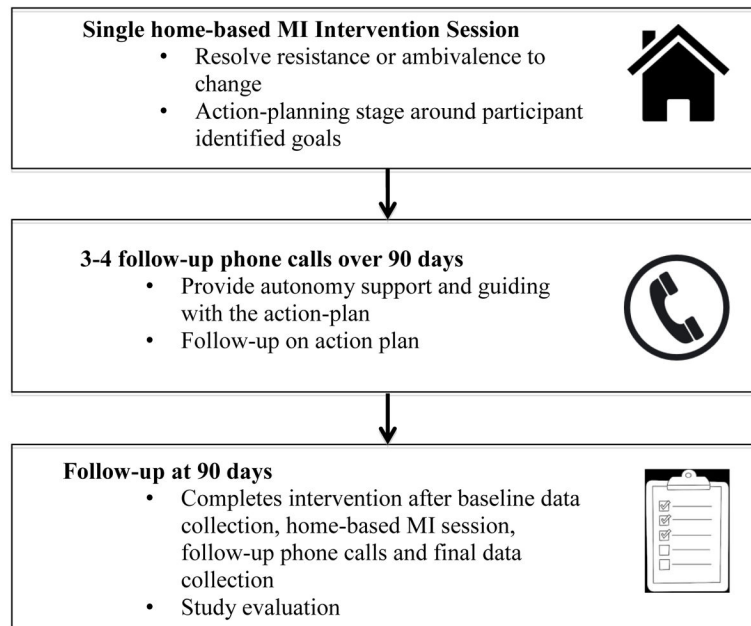 Single home-based MI Intervention Session
• Resolve resistance or ambivalence to
change
• Action-planning stage around participant
identified goals
3-4 follow-up phone calls over 90 days
• Provide autonomy support and guiding
with the action-plan
• Follow-up on action plan
Follow-up at 90 days
• Completes intervention after baseline data
collection, home-based MI session,
follow-up phone calls and final data
collection
• Study evaluation